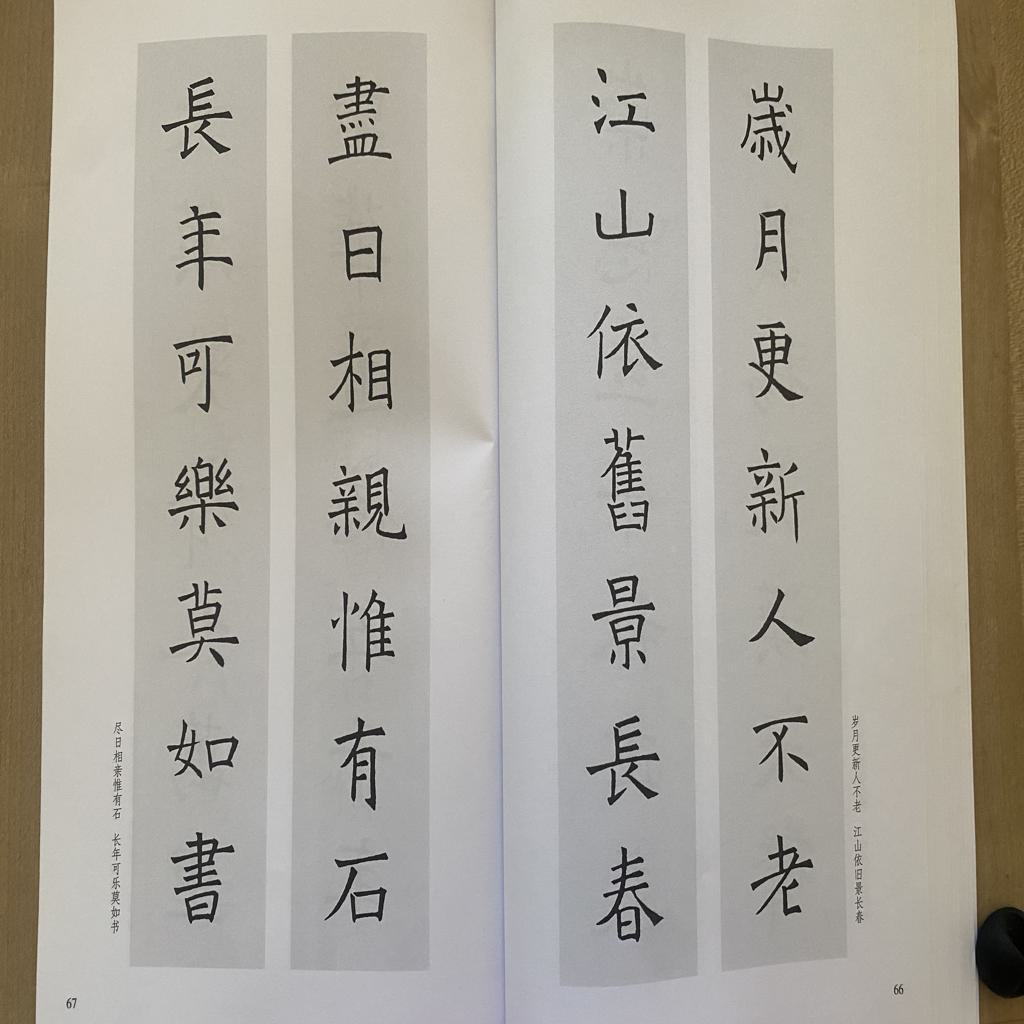 歲月更新人不老
江山依舊景長春
岁月更新人不老 江山依旧景长春
66
盡日相親惟有石
長年可樂莫如書
尽日相亲惟有石 长年可乐莫如书
67